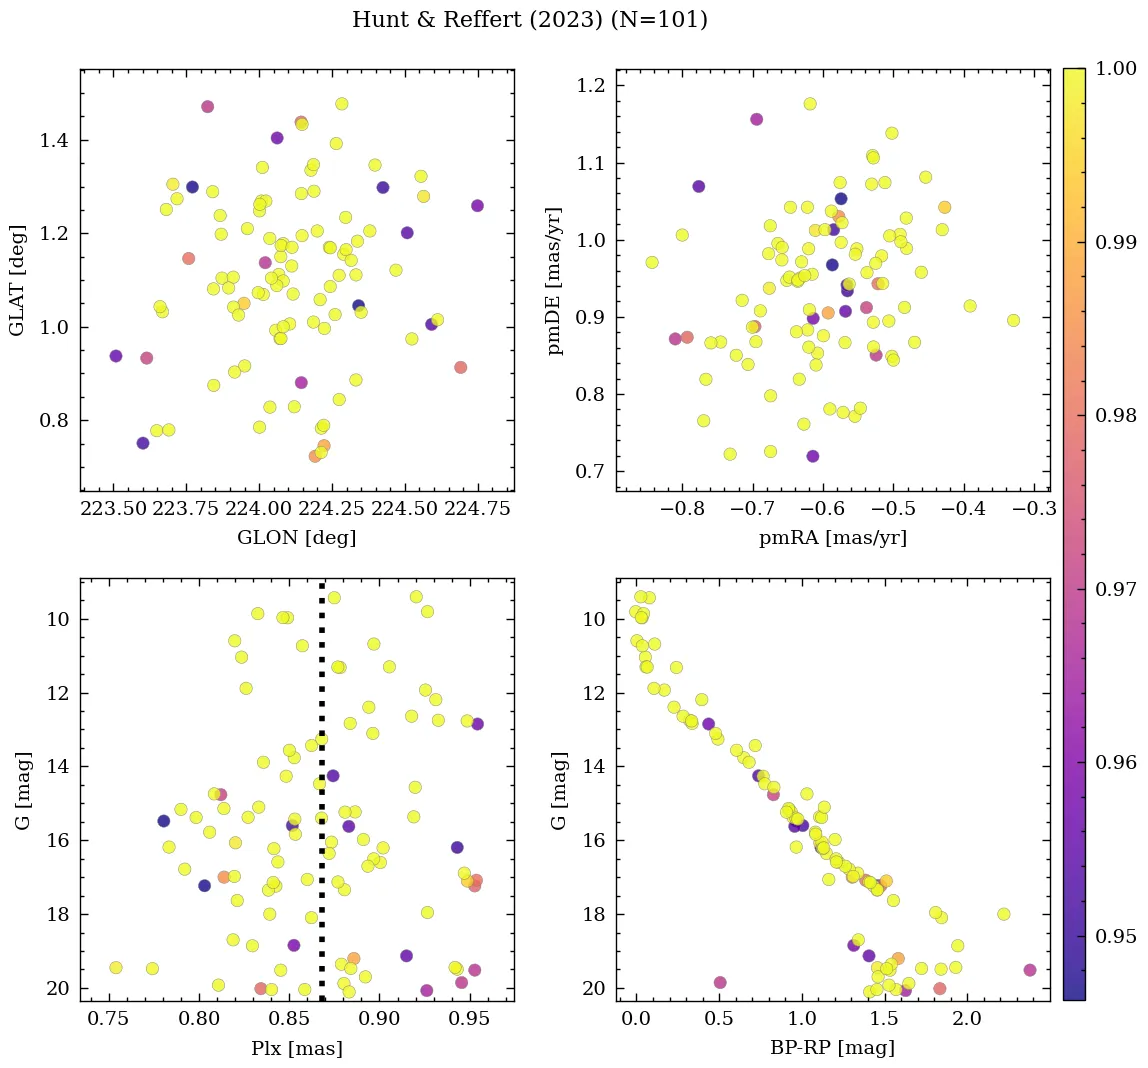 Hunt & Reffert (2023) (N=101)
1.4
1.2
1.0
0.8
GLAT [deg]
223.50 223.75 224.00 224.25 224.50 224.75
GLON [deg]
1.2
1.1
1.0
0.9
0.8
0.7
pmDE [mas/yr]
−0.8 −0.7 −0.6 −0.5 −0.4 −0.3
pmRA [mas/yr]
10
12
14
16
18
20
G [mag]
0.75 0.80 0.85 0.90 0.95
Plx [mas]
10
12
14
16
18
20
G [mag]
0.0 0.5 1.0 1.5 2.0
BP-RP [mag]
1.00
0.99
0.98
0.97
0.96
0.95